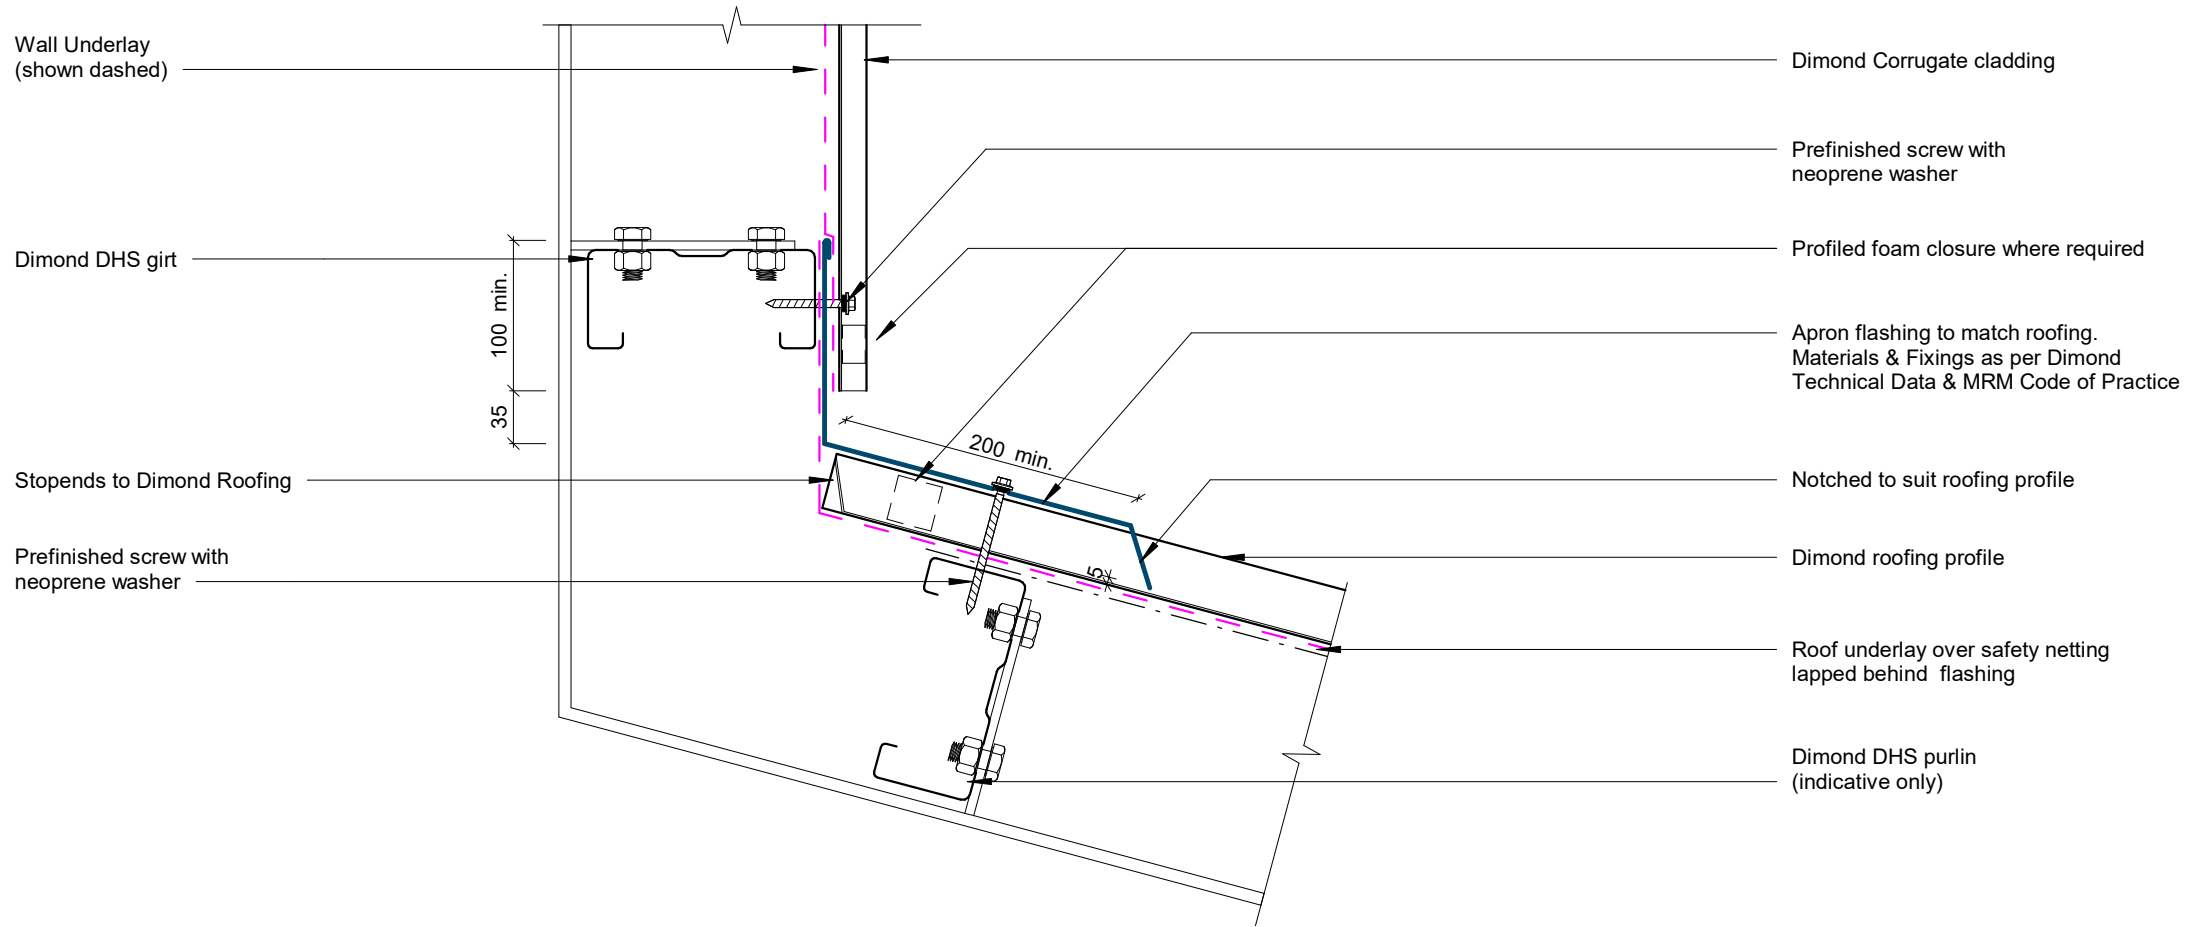 Wall Underlay
(shown dashed)
Dimond DHS girt
100 min.
35
Stopends to Dimond Roofing
Prefinished screw with
neoprene washer
200 min.
5
Dimond Corrugate cladding
Prefinished screw with
neoprene washer
Profiled foam closure where required
Apron flashing to match roofing.
Materials & Fixings as per Dimond
Technical Data & MRM Code of Practice
Notched to suit roofing profile
Dimond roofing profile
Roof underlay over safety netting
lapped behind flashing
Dimond DHS purlin
(indicative only)